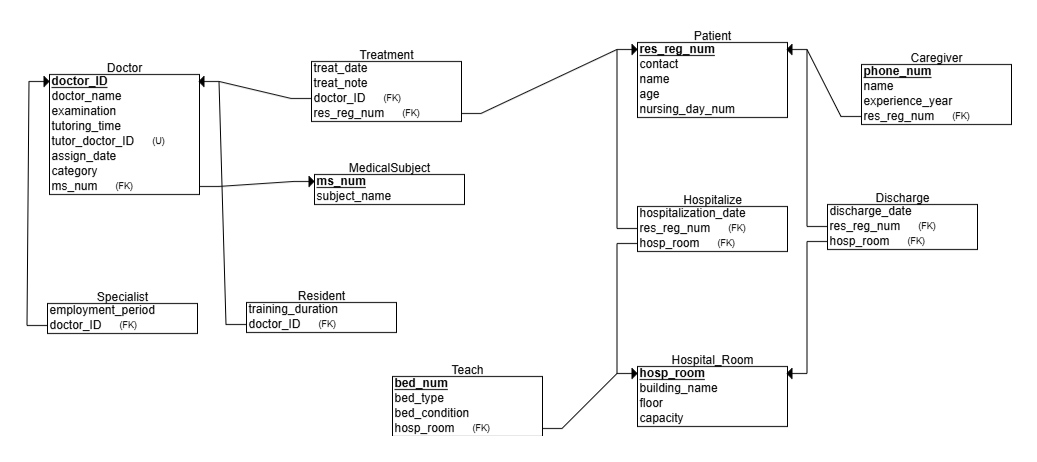 Doctor
doctor_ID
doctor_name
examination
tutoring_time
tutor_doctor_ID (U)
assign_date
category
ms_num (FK)
Treatment
treat_date
treat_note
doctor_ID (FK)
res_reg_num (FK)
Patient
res_reg_num
contact
name
age
nursing_day_num
Caregiver
phone_num
name
experience_year
res_reg_num (FK)
MedicalSubject
ms_num
subject_name
Hospitalize
hospitalization_date
res_reg_num (FK)
hosp_room (FK)
Discharge
discharge_date
res_reg_num (FK)
hosp_room (FK)
Specialist
employment_period
doctor_ID (FK)
Resident
training_duration
doctor_ID (FK)
Teach
bed_num
bed_type
bed_condition
hosp_room (FK)
Hospital_Room
hosp_room
building_name
floor
capacity